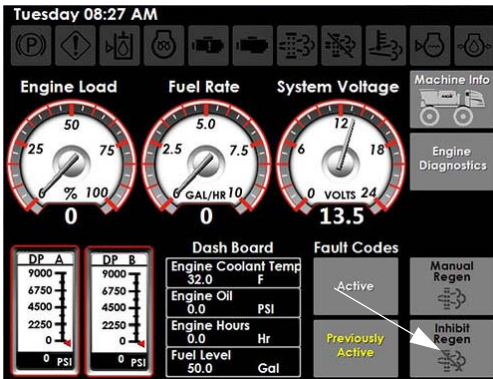 Tuesday 08:27 AM
(P)
Engine Load
Fuel Rate
System Voltage
Machine Info
50
25
75
0
% 100
0
5.0
2.5
7.5
0
GAL/HR 10
0
12
6
18
0 VOLTS 24
13.5
Engine
Diagnostics
DP A
9000
6750
4500
2250
0
0 PSI
DP B
9000
6750
4500
2250
0
0 PSI
Dash Board
Engine Coolant Temp
32.0 F
Engine Oil
0.0 PSI
Engine Hours
0.0 Hr
Fuel Level
50.0 Gal
Fault Codes
Active
Previously
Active
Manual
Regen
Inhibit
Regen